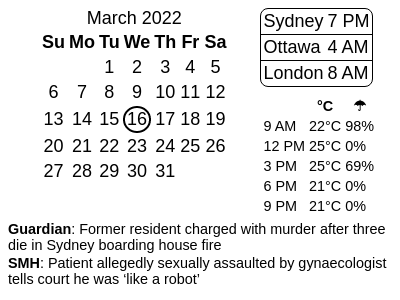 March 2022
Su Mo Tu We Th Fr Sa
1 2 3 4 5
6 7 8 9 10 11 12
13 14 15 16 17 18 19
20 21 22 23 24 25 26
27 28 29 30 31
Sydney 7 PM
Ottawa 4 AM
London 8 AM
°C ☂
9 AM 22°C 98%
12 PM 25°C 0%
3 PM 25°C 69%
6 PM 21°C 0%
9 PM 21°C 0%
Guardian: Former resident charged with murder after three
die in Sydney boarding house fire
SMH: Patient allegedly sexually assaulted by gynaecologist
tells court he was ‘like a robot’